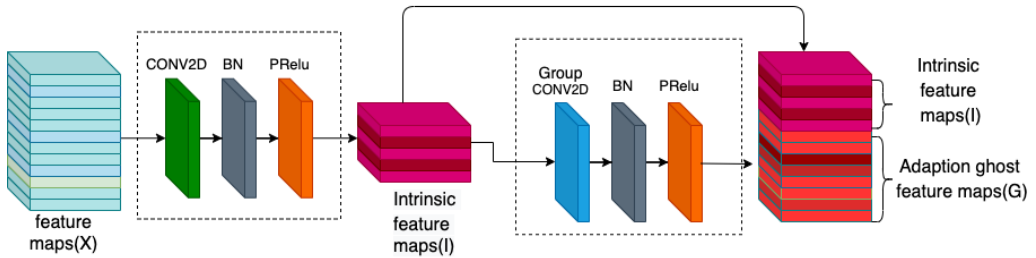 CONV2D
BN
PRelu
feature
maps(X)
Intrinsic
feature
maps(I)
Group
CONV2D
BN
PRelu
Intrinsic
feature
maps(I)
Adaption ghost
feature maps(G)